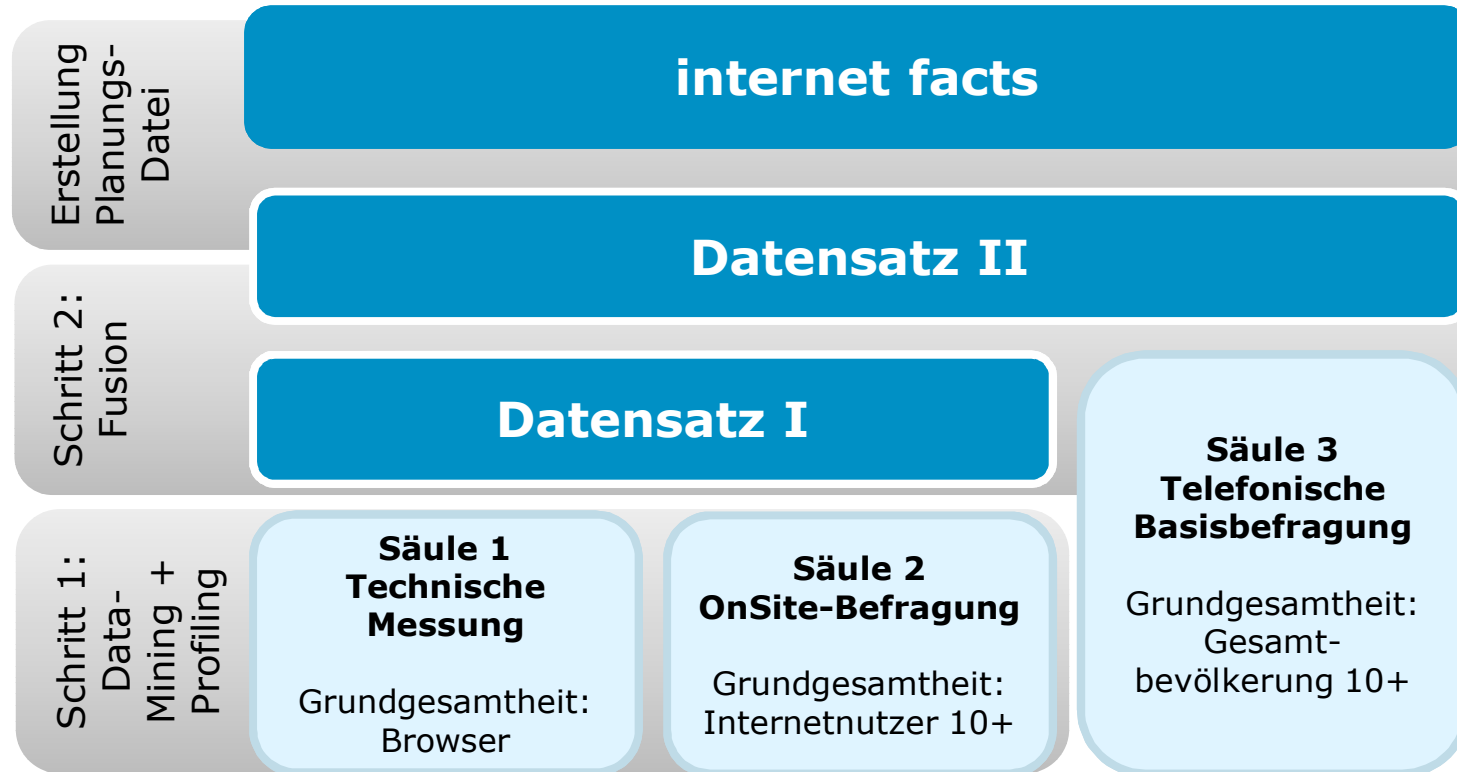 Erstellung
Planungs-
Datei
internet facts
Datensatz II
Schritt 2:
Fusion
Datensatz I
Säule 3
Telefonische
Basisbefragung
Grundgesamtheit:
Gesamt-
bevölkerung 10+
Schritt 1:
Data-
Mining +
Profiling
Säule 1
Technische
Messung
Grundgesamtheit:
Browser
Säule 2
OnSite-Befragung
Grundgesamtheit:
Internetnutzer 10+